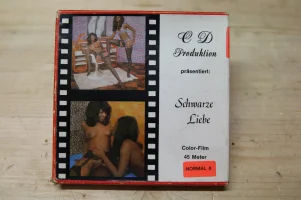 C D
Produktion
präsentiert:
Schwarze
Liebe
Color-Film
45 Meter
NORMAL 8